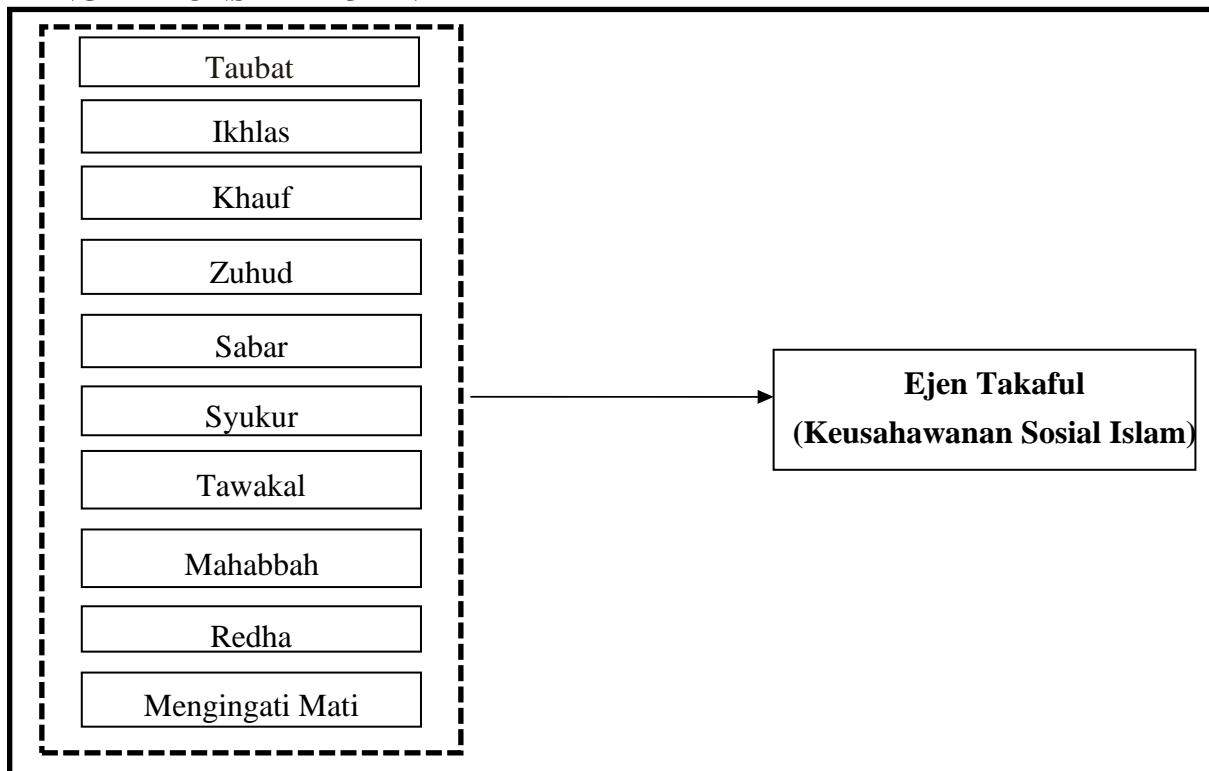 Taubat
Ikhlas
Khauf
Zuhud
Sabar
Syukur
Tawakal
Mahabbah
Redha
Mengingati Mati
Ejen Takaful
(Keusahawanan Sosial Islam)